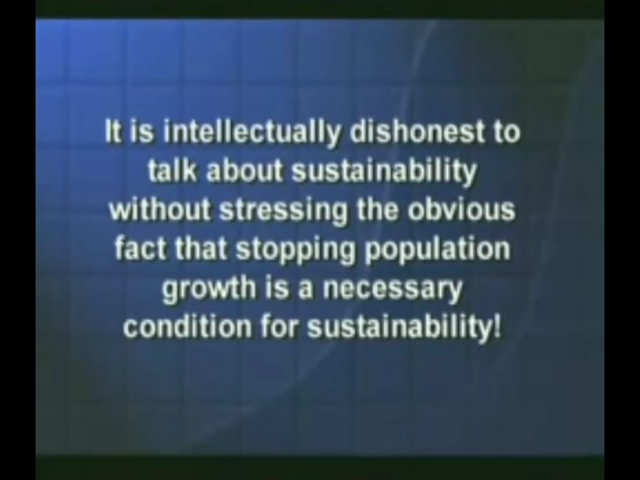 It is intellectually dishonest to
talk about sustainability
without stressing the obvious
fact that stopping population
growth is a necessary
condition for sustainability!